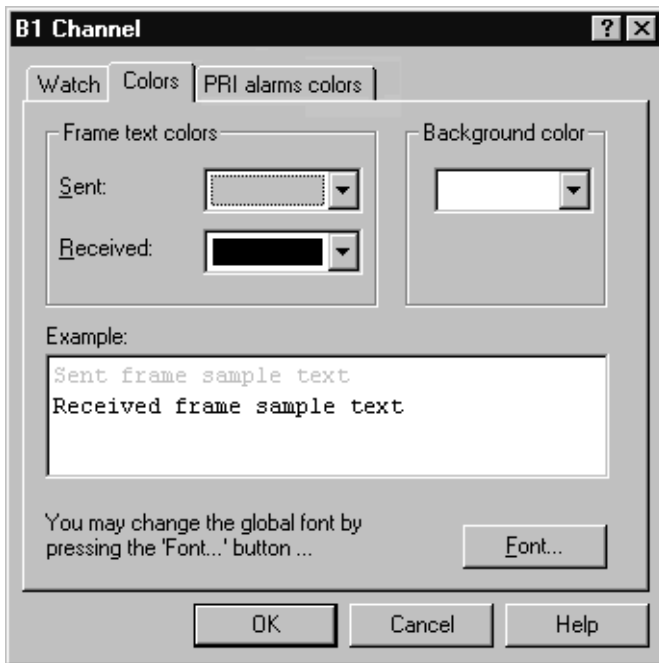 B1 Channel
Watch Colors PRI alarms colors
Frame text colors Background color
Sent:
Received:
Example:
Sent frame sample text
Received frame sample text
You may change the global font by
pressing the 'Font...' button ...
Font...
OK Cancel Help